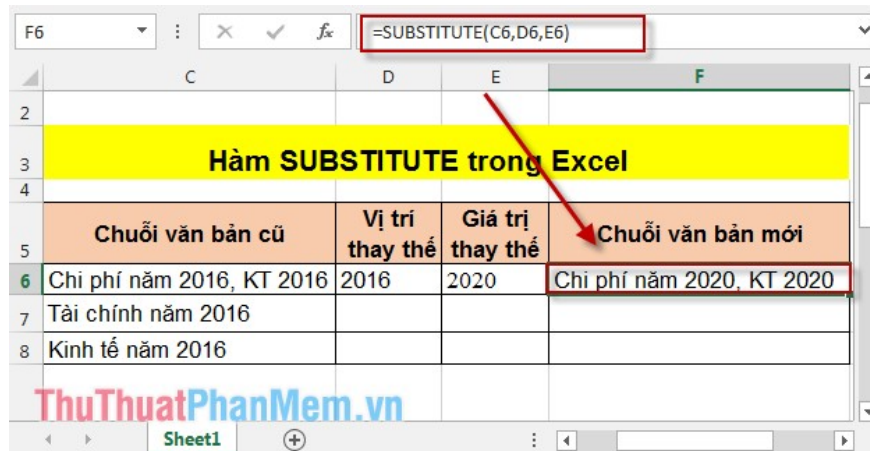 F6 fx =SUBSTITUTE(C6,D6,E6)
C D E F
2
3 Hàm SUBSTITUTE trong Excel
4
5 Chuỗi văn bản cũ Vị trí thay thế Giá trị thay thế Chuỗi văn bản mới
6 Chi phí năm 2016, KT 2016 2016 2020 Chi phí năm 2020, KT 2020
7 Tài chính năm 2016
8 Kinh tế năm 2016
ThuThuatPhanMem.vn
Sheet1